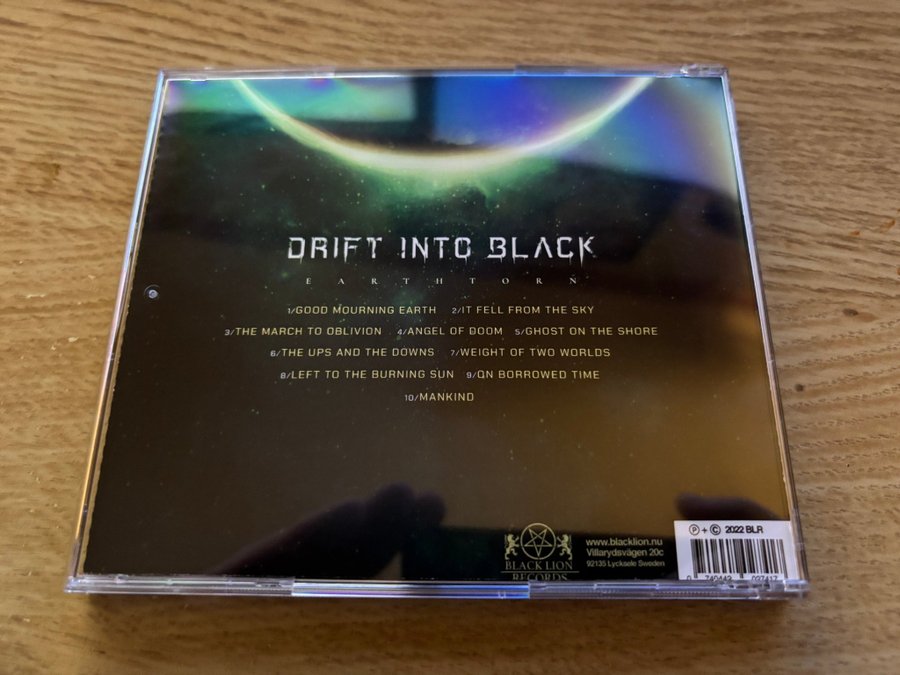 DRIFT INTO BLACK
EARTHTORN
1/GOOD MOURNING EARTH 2/IT FELL FROM THE SKY
3/THE MARCH TO OBLIVION 4/ANGEL OF DOOM 5/GHOST ON THE SHORE
6/THE UPS AND THE DOWNS 7/WEIGHT OF TWO WORLDS
8/LEFT TO THE BURNING SUN 9/ON BORROWED TIME
10/MANKIND
BLACK LION
RECORDS
www.blacklion.nu
Villarydsvägen 20c
92135 Lycksele Sweden
Ⓟ + © 2022 BLR